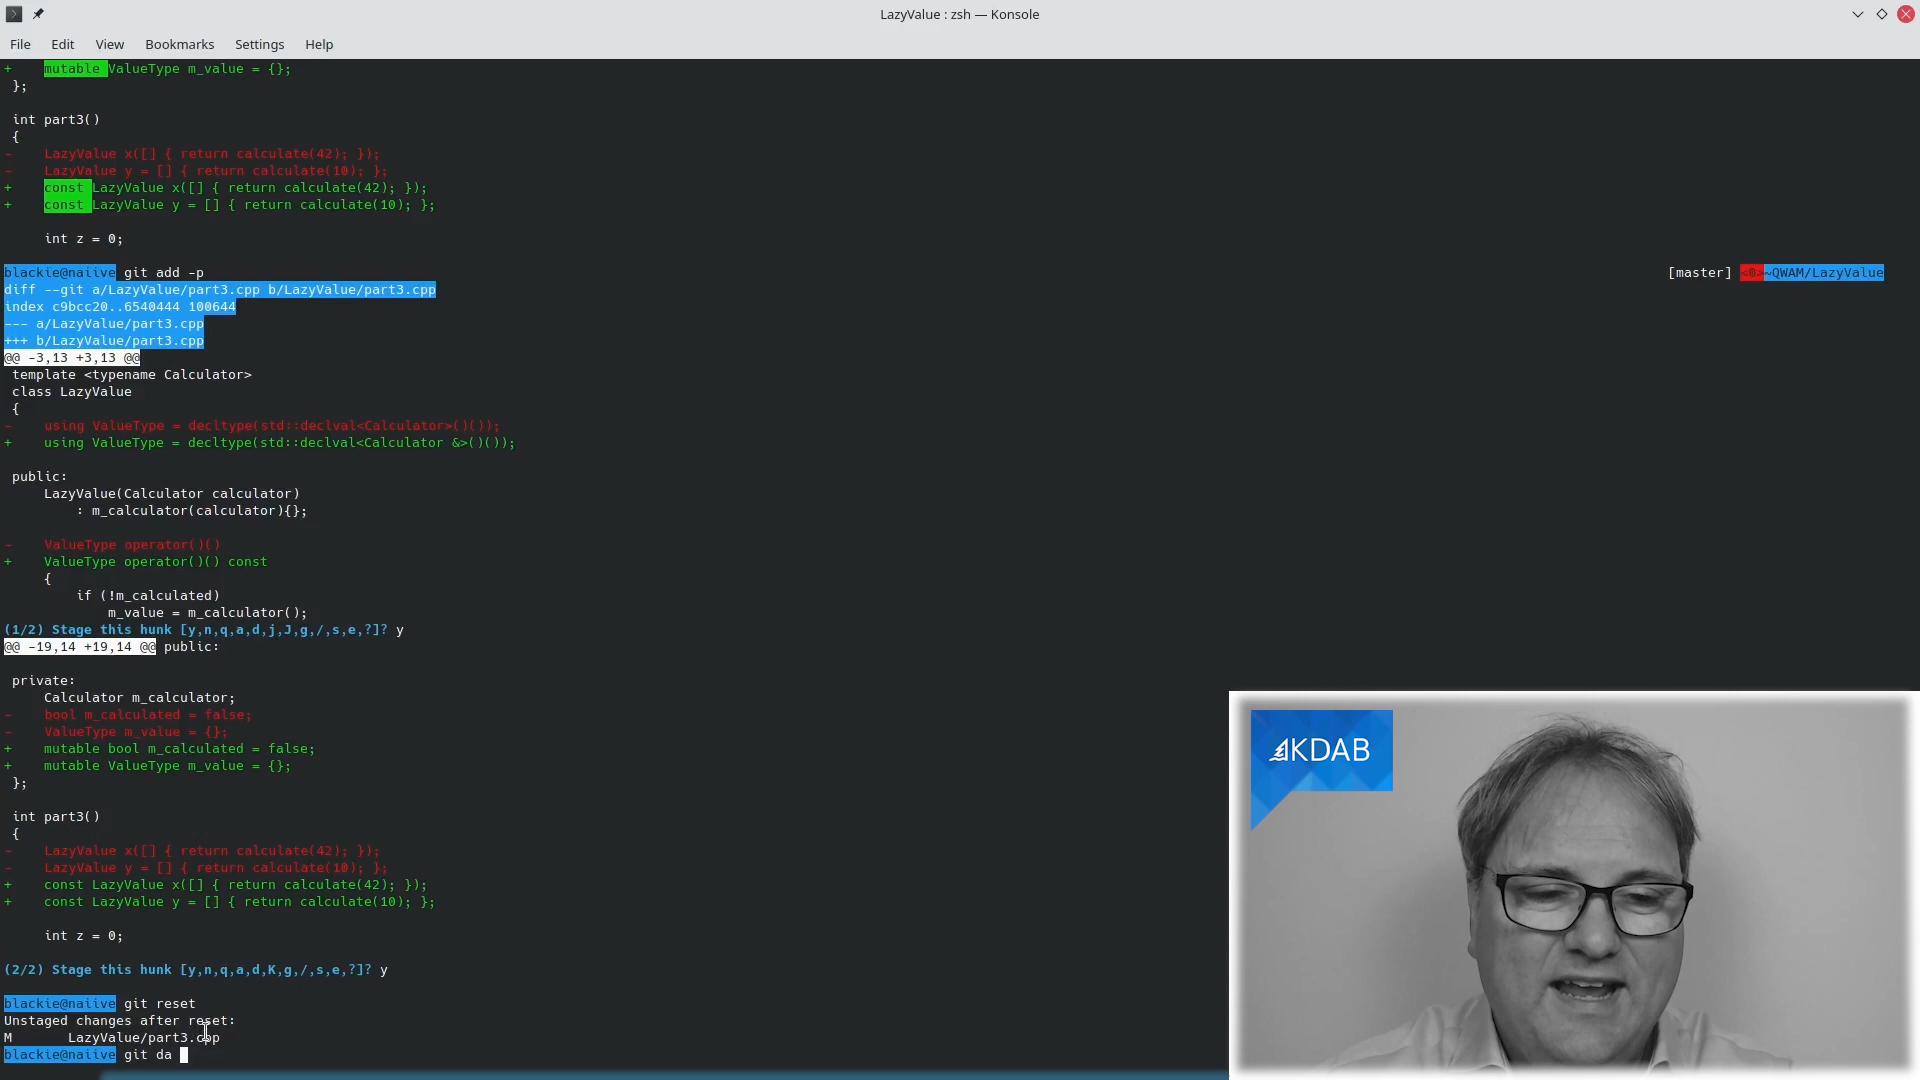 LazyValue : zsh — Konsole
File Edit View Bookmarks Settings Help
+    mutable ValueType m_value = {};
 };
 int part3()
 {
-    LazyValue x([] { return calculate(42); });
-    LazyValue y = [] { return calculate(10); };
+    const LazyValue x([] { return calculate(42); });
+    const LazyValue y = [] { return calculate(10); };
     int z = 0;
blackie@naiive git add -p [master] <0>~QWAM/LazyValue
diff --git a/LazyValue/part3.cpp b/LazyValue/part3.cpp
index c9bcc20..6540444 100644
--- a/LazyValue/part3.cpp
+++ b/LazyValue/part3.cpp
@@ -3,13 +3,13 @@
 template <typename Calculator>
 class LazyValue
 {
-    using ValueType = decltype(std::declval<Calculator>()());
+    using ValueType = decltype(std::declval<Calculator &>()());
 public:
     LazyValue(Calculator calculator)
         : m_calculator(calculator){};
-    ValueType operator()()
+    ValueType operator()() const
     {
         if (!m_calculated)
             m_value = m_calculator();
(1/2) Stage this hunk [y,n,q,a,d,j,J,g,/,s,e,?]? y
@@ -19,14 +19,14 @@ public:
 private:
     Calculator m_calculator;
-    bool m_calculated = false;
-    ValueType m_value = {};
+    mutable bool m_calculated = false;
+    mutable ValueType m_value = {};
 };
 int part3()
 {
-    LazyValue x([] { return calculate(42); });
-    LazyValue y = [] { return calculate(10); };
+    const LazyValue x([] { return calculate(42); });
+    const LazyValue y = [] { return calculate(10); };
     int z = 0;
(2/2) Stage this hunk [y,n,q,a,d,K,g,/,s,e,?]? y
blackie@naiive git reset
Unstaged changes after reset:
M       LazyValue/part3.cpp
blackie@naiive git da
KDAB